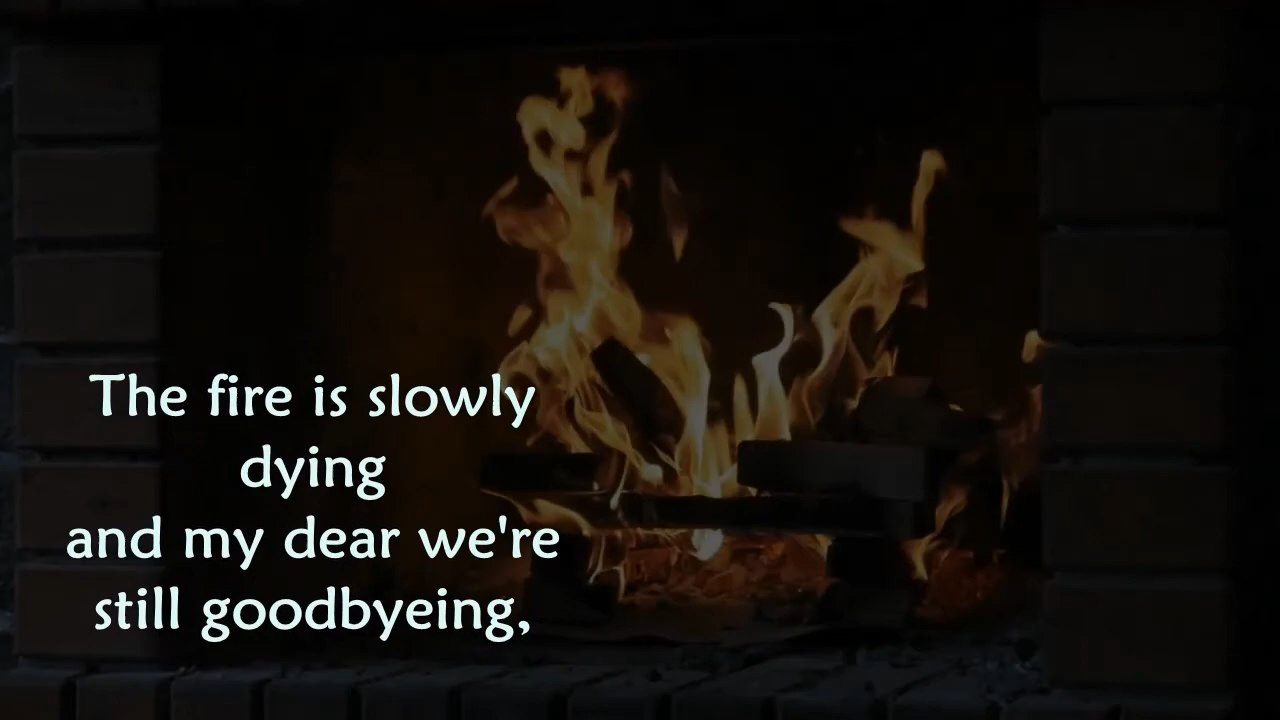 The fire is slowly
dying
and my dear we're
still goodbyeing,